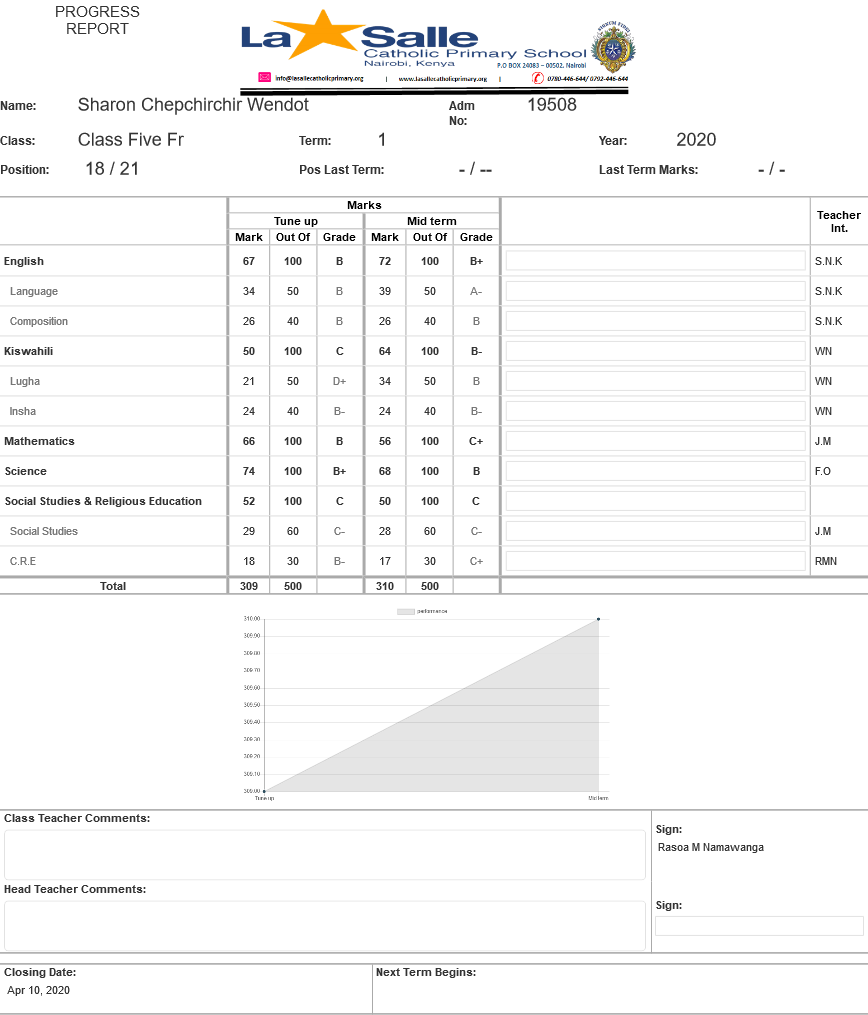 PROGRESS
REPORT
La Salle
Catholic Primary School
Nairobi, Kenya
P.O BOX 24083 – 00502, Nairobi
info@lasallecatholicprimary.org | www.lasallecatholicprimary.org | 0780-446-644/ 0792-446-644
Name: Sharon Chepchirchir Wendot Adm No: 19508
Class: Class Five Fr Term: 1 Year: 2020
Position: 18 / 21 Pos Last Term: - / -- Last Term Marks: - / -
Marks
Tune up Mid term Teacher Int.
Mark Out Of Grade Mark Out Of Grade
English 67 100 B 72 100 B+ S.N.K
Language 34 50 B 39 50 A- S.N.K
Composition 26 40 B 26 40 B S.N.K
Kiswahili 50 100 C 64 100 B- WN
Lugha 21 50 D+ 34 50 B WN
Insha 24 40 B- 24 40 B- WN
Mathematics 66 100 B 56 100 C+ J.M
Science 74 100 B+ 68 100 B F.O
Social Studies & Religious Education 52 100 C 50 100 C
Social Studies 29 60 C- 28 60 C- J.M
C.R.E 18 30 B- 17 30 C+ RMN
Total 309 500 310 500
performance
310.00
309.90
309.80
309.70
309.60
309.50
309.40
309.30
309.20
309.10
309.00
Tune up Mid term
Class Teacher Comments:
Sign:
Rasoa M Namawanga
Head Teacher Comments:
Sign:
Closing Date: Next Term Begins:
Apr 10, 2020